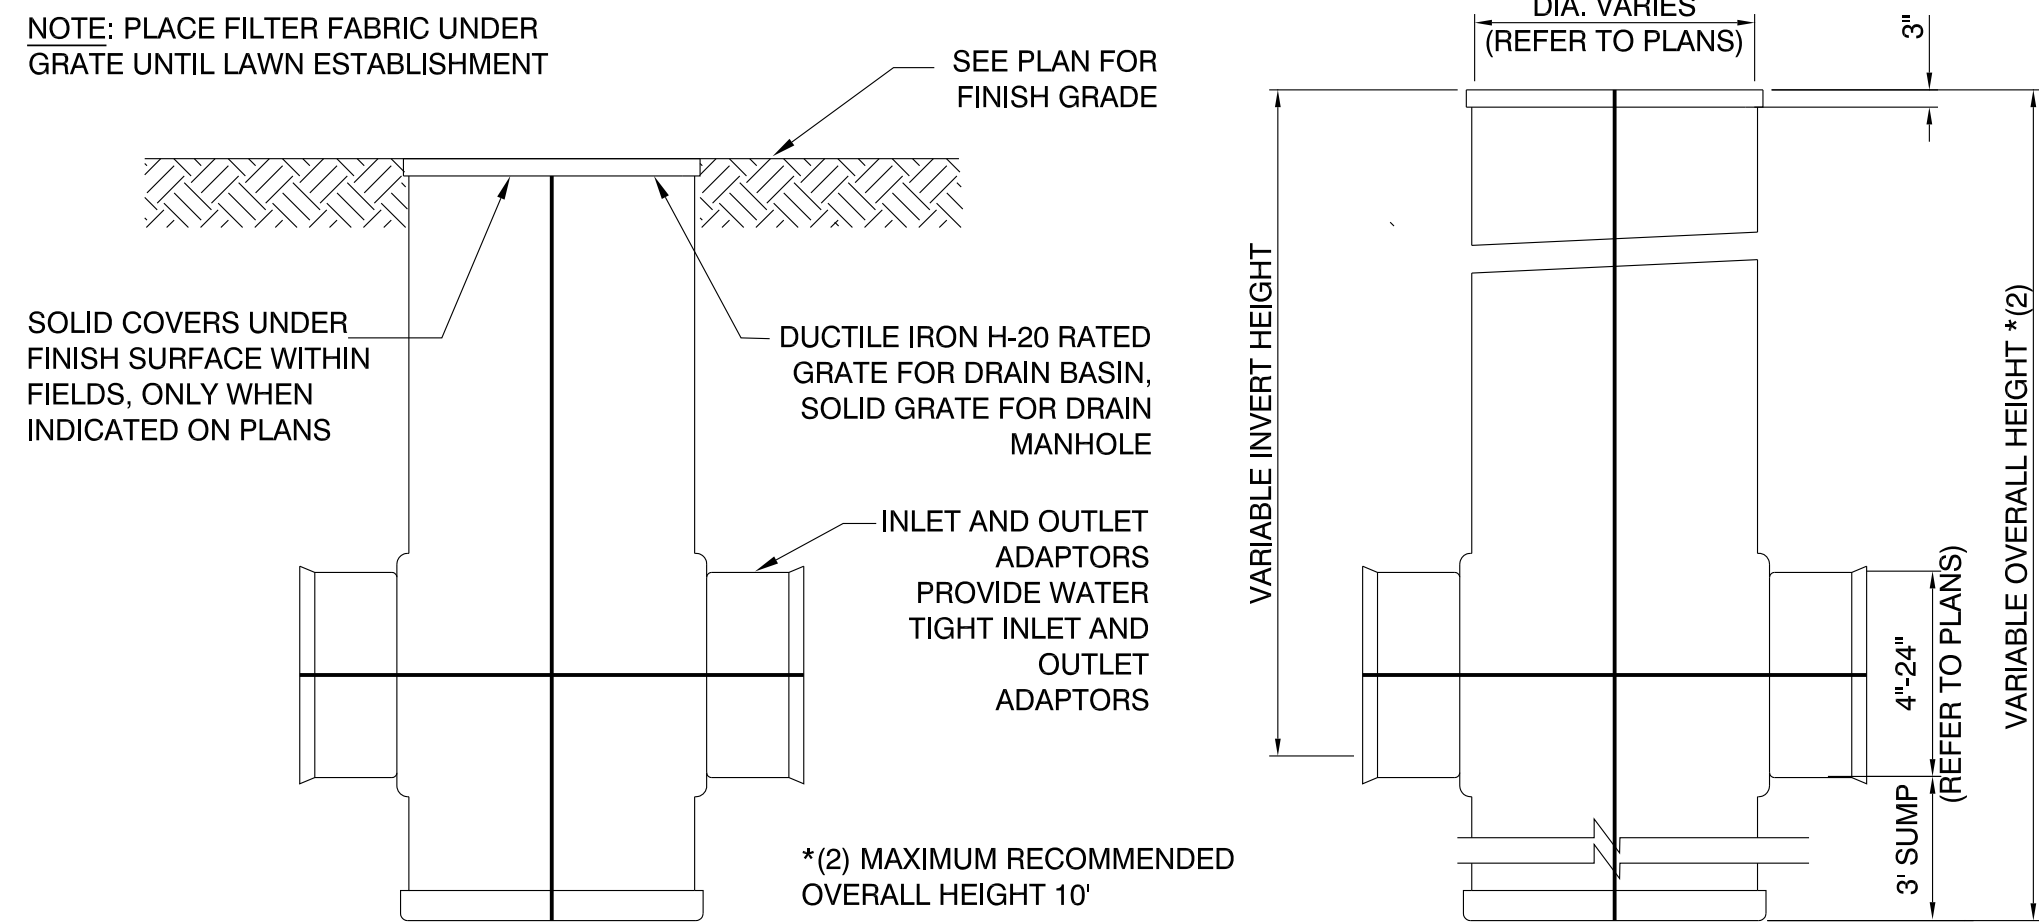 NOTE: PLACE FILTER FABRIC UNDER
GRATE UNTIL LAWN ESTABLISHMENT
SEE PLAN FOR
FINISH GRADE
SOLID COVERS UNDER
FINISH SURFACE WITHIN
FIELDS, ONLY WHEN
INDICATED ON PLANS
DUCTILE IRON H-20 RATED
GRATE FOR DRAIN BASIN,
SOLID GRATE FOR DRAIN
MANHOLE
INLET AND OUTLET
ADAPTORS
PROVIDE WATER
TIGHT INLET AND
OUTLET
ADAPTORS
*(2) MAXIMUM RECOMMENDED
OVERALL HEIGHT 10'
DIA. VARIES
(REFER TO PLANS)
3"
VARIABLE INVERT HEIGHT
4"-24"
(REFER TO PLANS)
3' SUMP
VARIABLE OVERALL HEIGHT *(2)